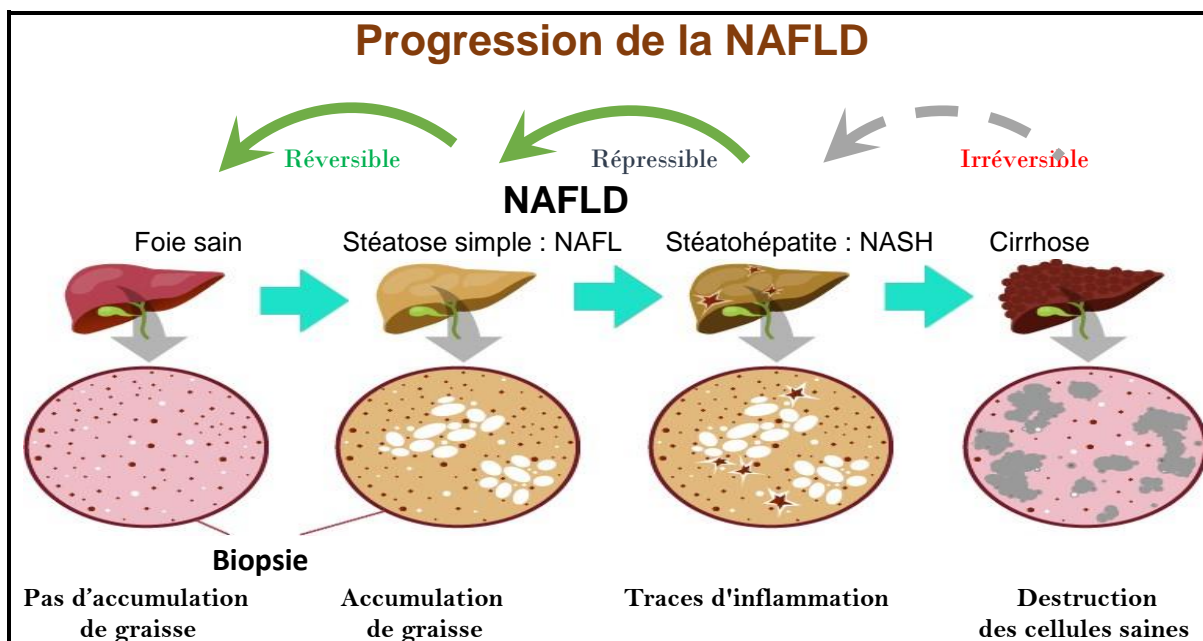 Progression de la NAFLD
Réversible
Répressible
Irréversible
NAFLD
Foie sain
Stéatose simple : NAFL
Stéatohépatite : NASH
Cirrhose
Biopsie
Pas d'accumulation
de graisse
Accumulation
de graisse
Traces d'inflammation
Destruction
des cellules saines